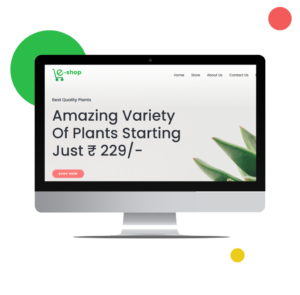 e-shop
Home Store About Us Contact Us
Best Quality Plants
Amazing Variety
Of Plants Starting
Just ₹ 229/-
SHOP NOW